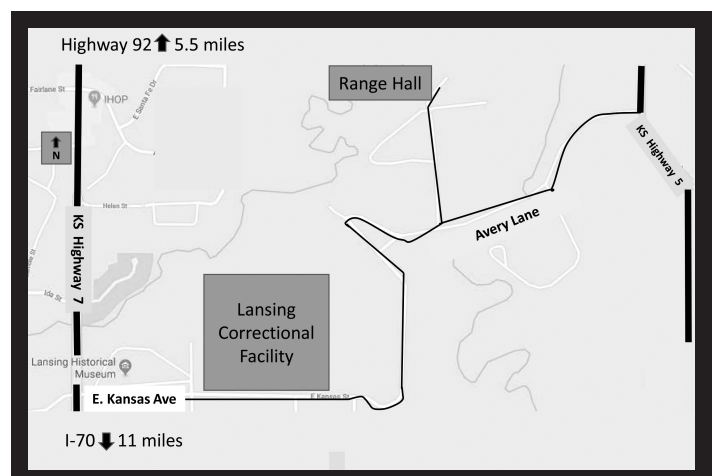 Highway 92 5.5 miles
Range Hall
Fairlane St
IHOP
E Santa Fe Dr
N
KS Highway 5
Helen St
KS Highway 7
Avery Lane
Ida St
Lansing
Correctional
Facility
Lansing Historical
Museum
E. Kansas Ave
E Kansas St
I-70 11 miles